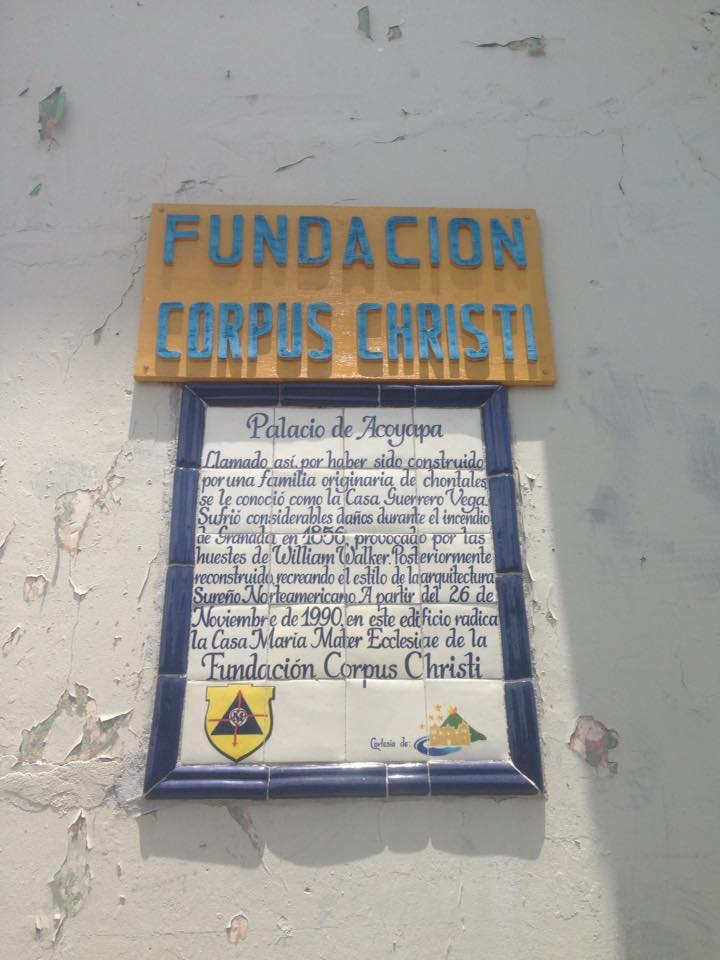 FUNDACION
CORPUS CHRISTI
Palacio de Acoyapa
Llamado así, por haber sido construido
por una familia originaria de chontales,
se le conoció como la Casa Guerrero Vega.
Sufrió considerables daños durante el incendio
de Granada en 1856, provocado por las
huestes de William Walker. Posteriormente
reconstruido, recreando el estilo de la arquitectura
Sureño Norteamericano. A partir del 26 de
Noviembre de 1990, en este edificio radica
la Casa María Mater Ecclesiae de la
Fundación Corpus Christi
Cortesía de: